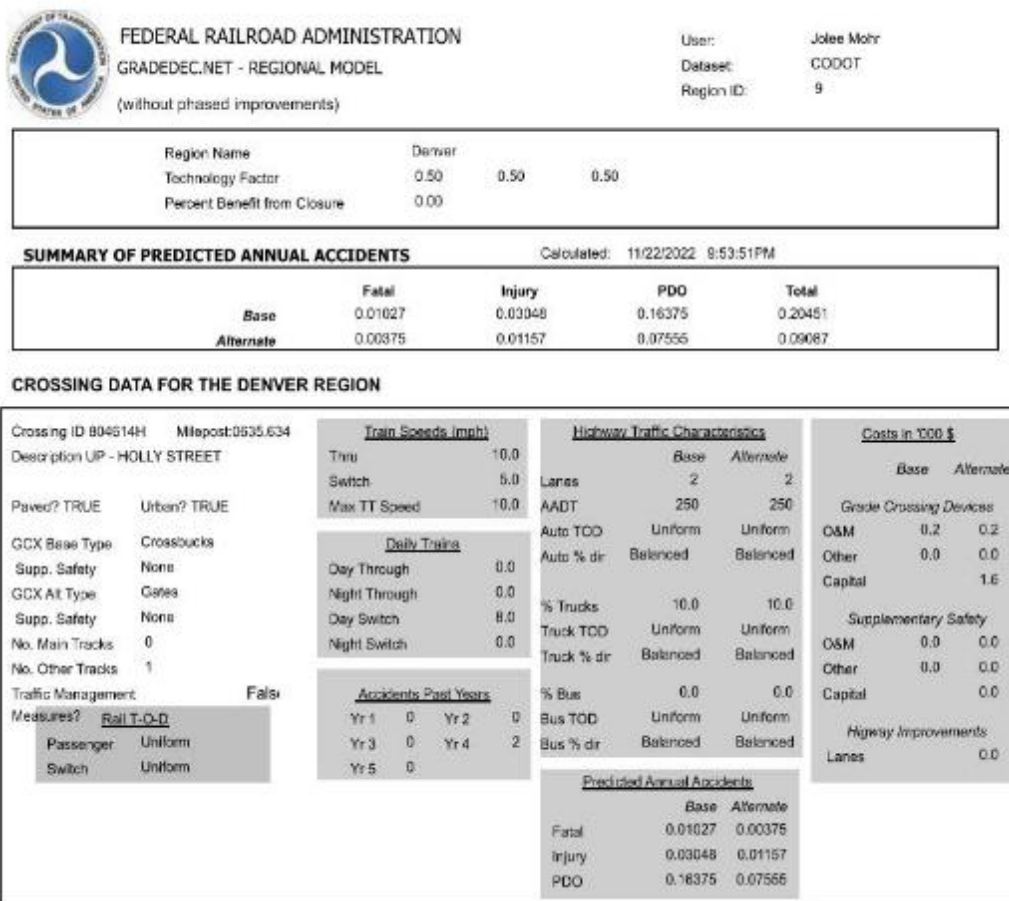 FEDERAL RAILROAD ADMINISTRATION
GRADEDEC.NET - REGIONAL MODEL
(without phased improvements)
User: Jolee Mohr
Dataset: CODOT
Region ID: 9
Region Name Denver
Technology Factor 0.50 0.50 0.50
Percent Benefit from Closure 0.00
SUMMARY OF PREDICTED ANNUAL ACCIDENTS Calculated: 11/22/2022 9:53:51PM
Fatal Injury PDO Total
Base 0.01027 0.03048 0.16375 0.20451
Alternate 0.00375 0.01157 0.07555 0.09087
CROSSING DATA FOR THE DENVER REGION
Crossing ID 804614H Milepost:0635.634
Description UP - HOLLY STREET
Paved? TRUE Urban? TRUE
GCX Base Type Crossbucks
Supp. Safety None
GCX Alt Type Gates
Supp. Safety None
No. Main Tracks 0
No. Other Tracks 1
Traffic Management Fals
Measures?
Rail T-O-D
Passenger Uniform
Switch Uniform
Train Speeds (mph)
Thru 10.0
Switch 5.0
Max TT Speed 10.0
Daily Trains
Day Through 0.0
Night Through 0.0
Day Switch 8.0
Night Switch 0.0
Accidents Past Years
Yr 1 0 Yr 2 0
Yr 3 0 Yr 4 2
Yr 5 0
Highway Traffic Characteristics
Base Alternate
Lanes 2 2
AADT 250 250
Auto TOD Uniform Uniform
Auto % dir Balanced Balanced
% Trucks 10.0 10.0
Truck TOD Uniform Uniform
Truck % dir Balanced Balanced
% Bus 0.0 0.0
Bus TOD Uniform Uniform
Bus % dir Balanced Balanced
Predicted Annual Accidents
Base Alternate
Fatal 0.01027 0.00375
Injury 0.03048 0.01157
PDO 0.16375 0.07555
Costs in '000 $
Base Alternate
Grade Crossing Devices
O&M 0.2 0.2
Other 0.0 0.0
Capital 1.6
Supplementary Safety
O&M 0.0 0.0
Other 0.0 0.0
Capital 0.0
Higway Improvements
Lanes 0.0